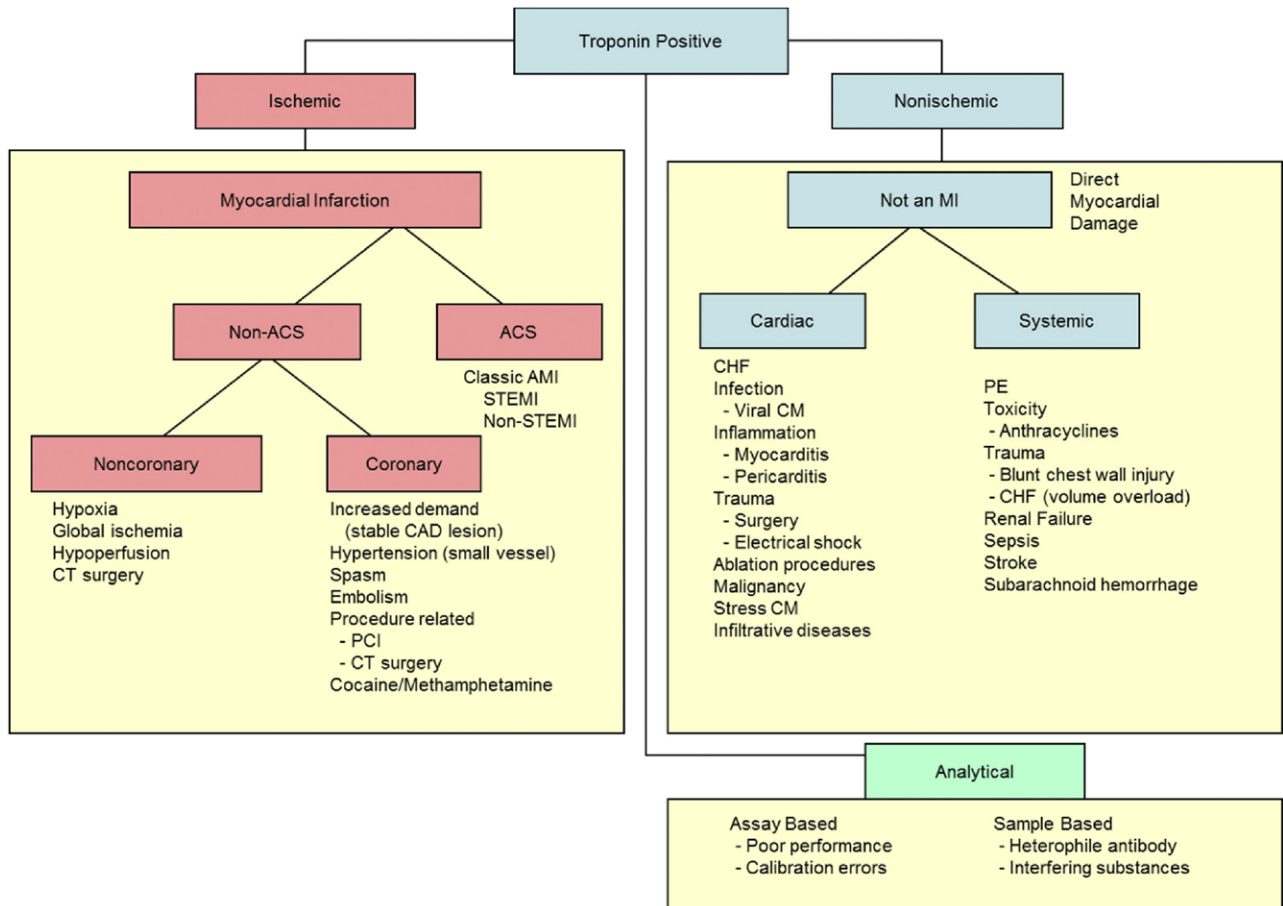 Troponin Positive
Ischemic
Nonischemic
Myocardial Infarction
Not an MI
Direct
Myocardial
Damage
Non-ACS
ACS
Classic AMI
STEMI
Non-STEMI
Noncoronary
Hypoxia
Global ischemia
Hypoperfusion
CT surgery
Coronary
Increased demand
(stable CAD lesion)
Hypertension (small vessel)
Spasm
Embolism
Procedure related
- PCI
- CT surgery
Cocaine/Methamphetamine
Cardiac
CHF
Infection
- Viral CM
Inflammation
- Myocarditis
- Pericarditis
Trauma
- Surgery
- Electrical shock
Ablation procedures
Malignancy
Stress CM
Infiltrative diseases
Systemic
PE
Toxicity
- Anthracyclines
Trauma
- Blunt chest wall injury
- CHF (volume overload)
Renal Failure
Sepsis
Stroke
Subarachnoid hemorrhage
Analytical
Assay Based
- Poor performance
- Calibration errors
Sample Based
- Heterophile antibody
- Interfering substances